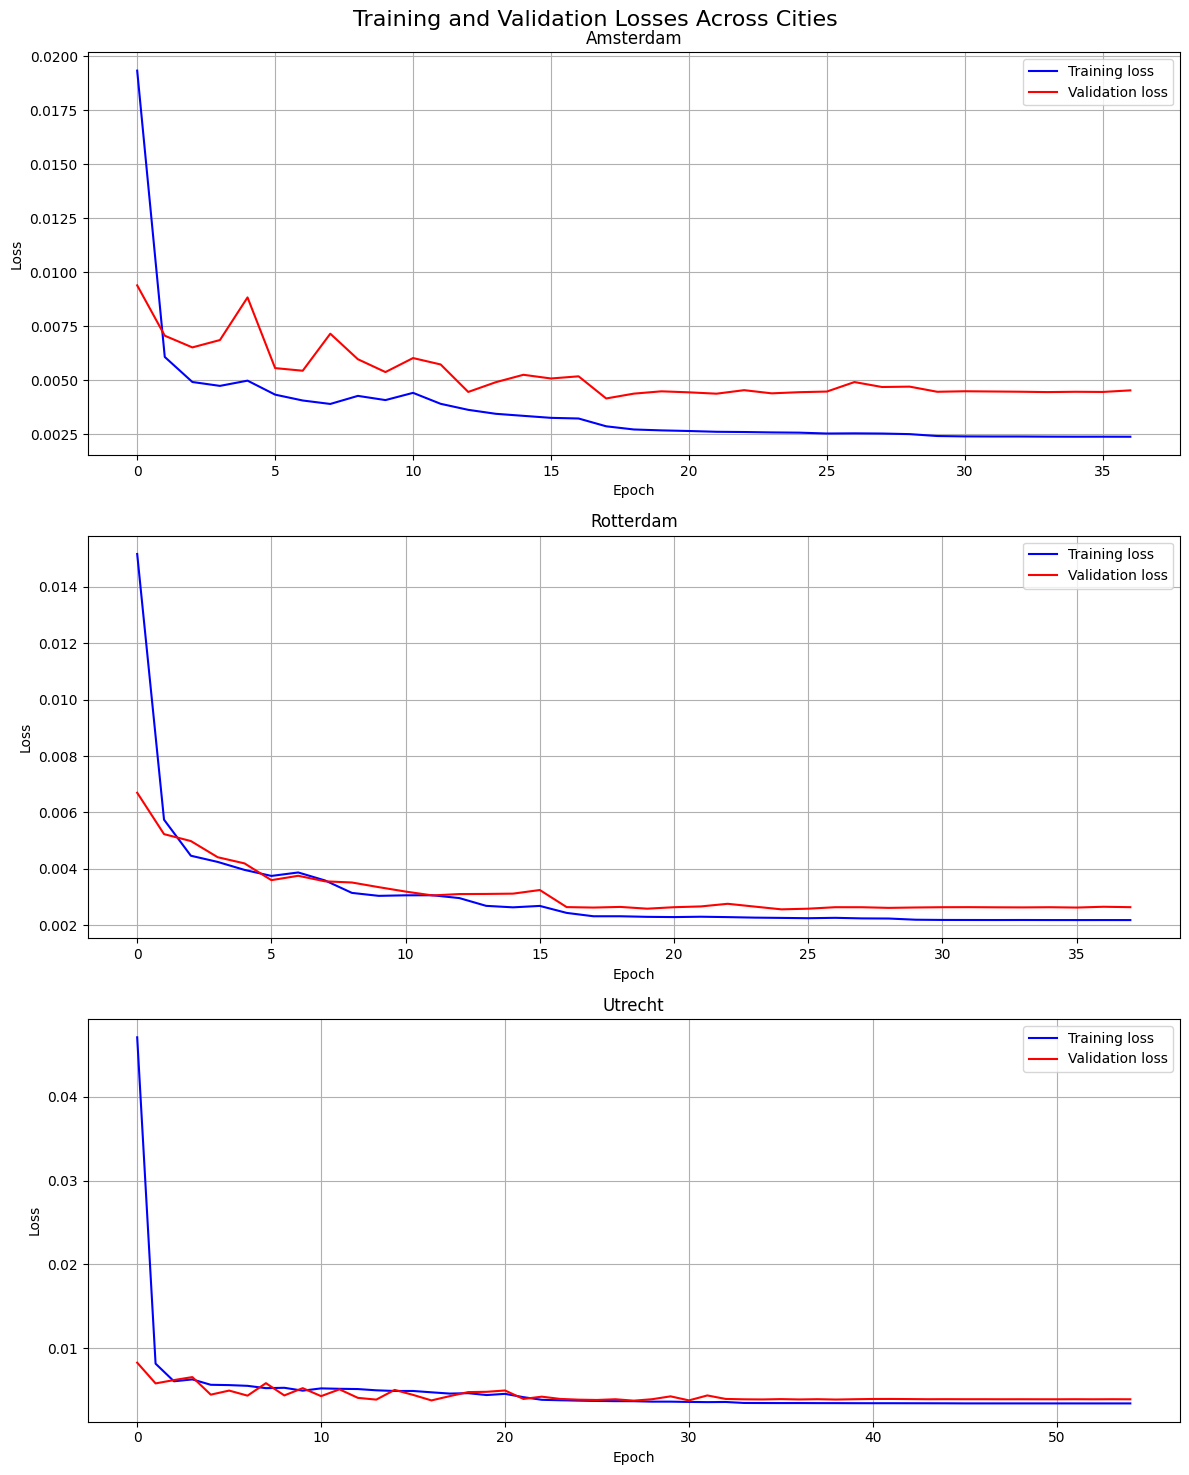 Training and Validation Losses Across Cities
Amsterdam
Training loss
Validation loss
0.0200
0.0175
0.0150
0.0125
0.0100
0.0075
0.0050
0.0025
Loss
0 5 10 15 20 25 30 35
Epoch
Rotterdam
Training loss
Validation loss
0.014
0.012
0.010
0.008
0.006
0.004
0.002
Loss
0 5 10 15 20 25 30 35
Epoch
Utrecht
Training loss
Validation loss
0.04
0.03
0.02
0.01
Loss
0 10 20 30 40 50
Epoch